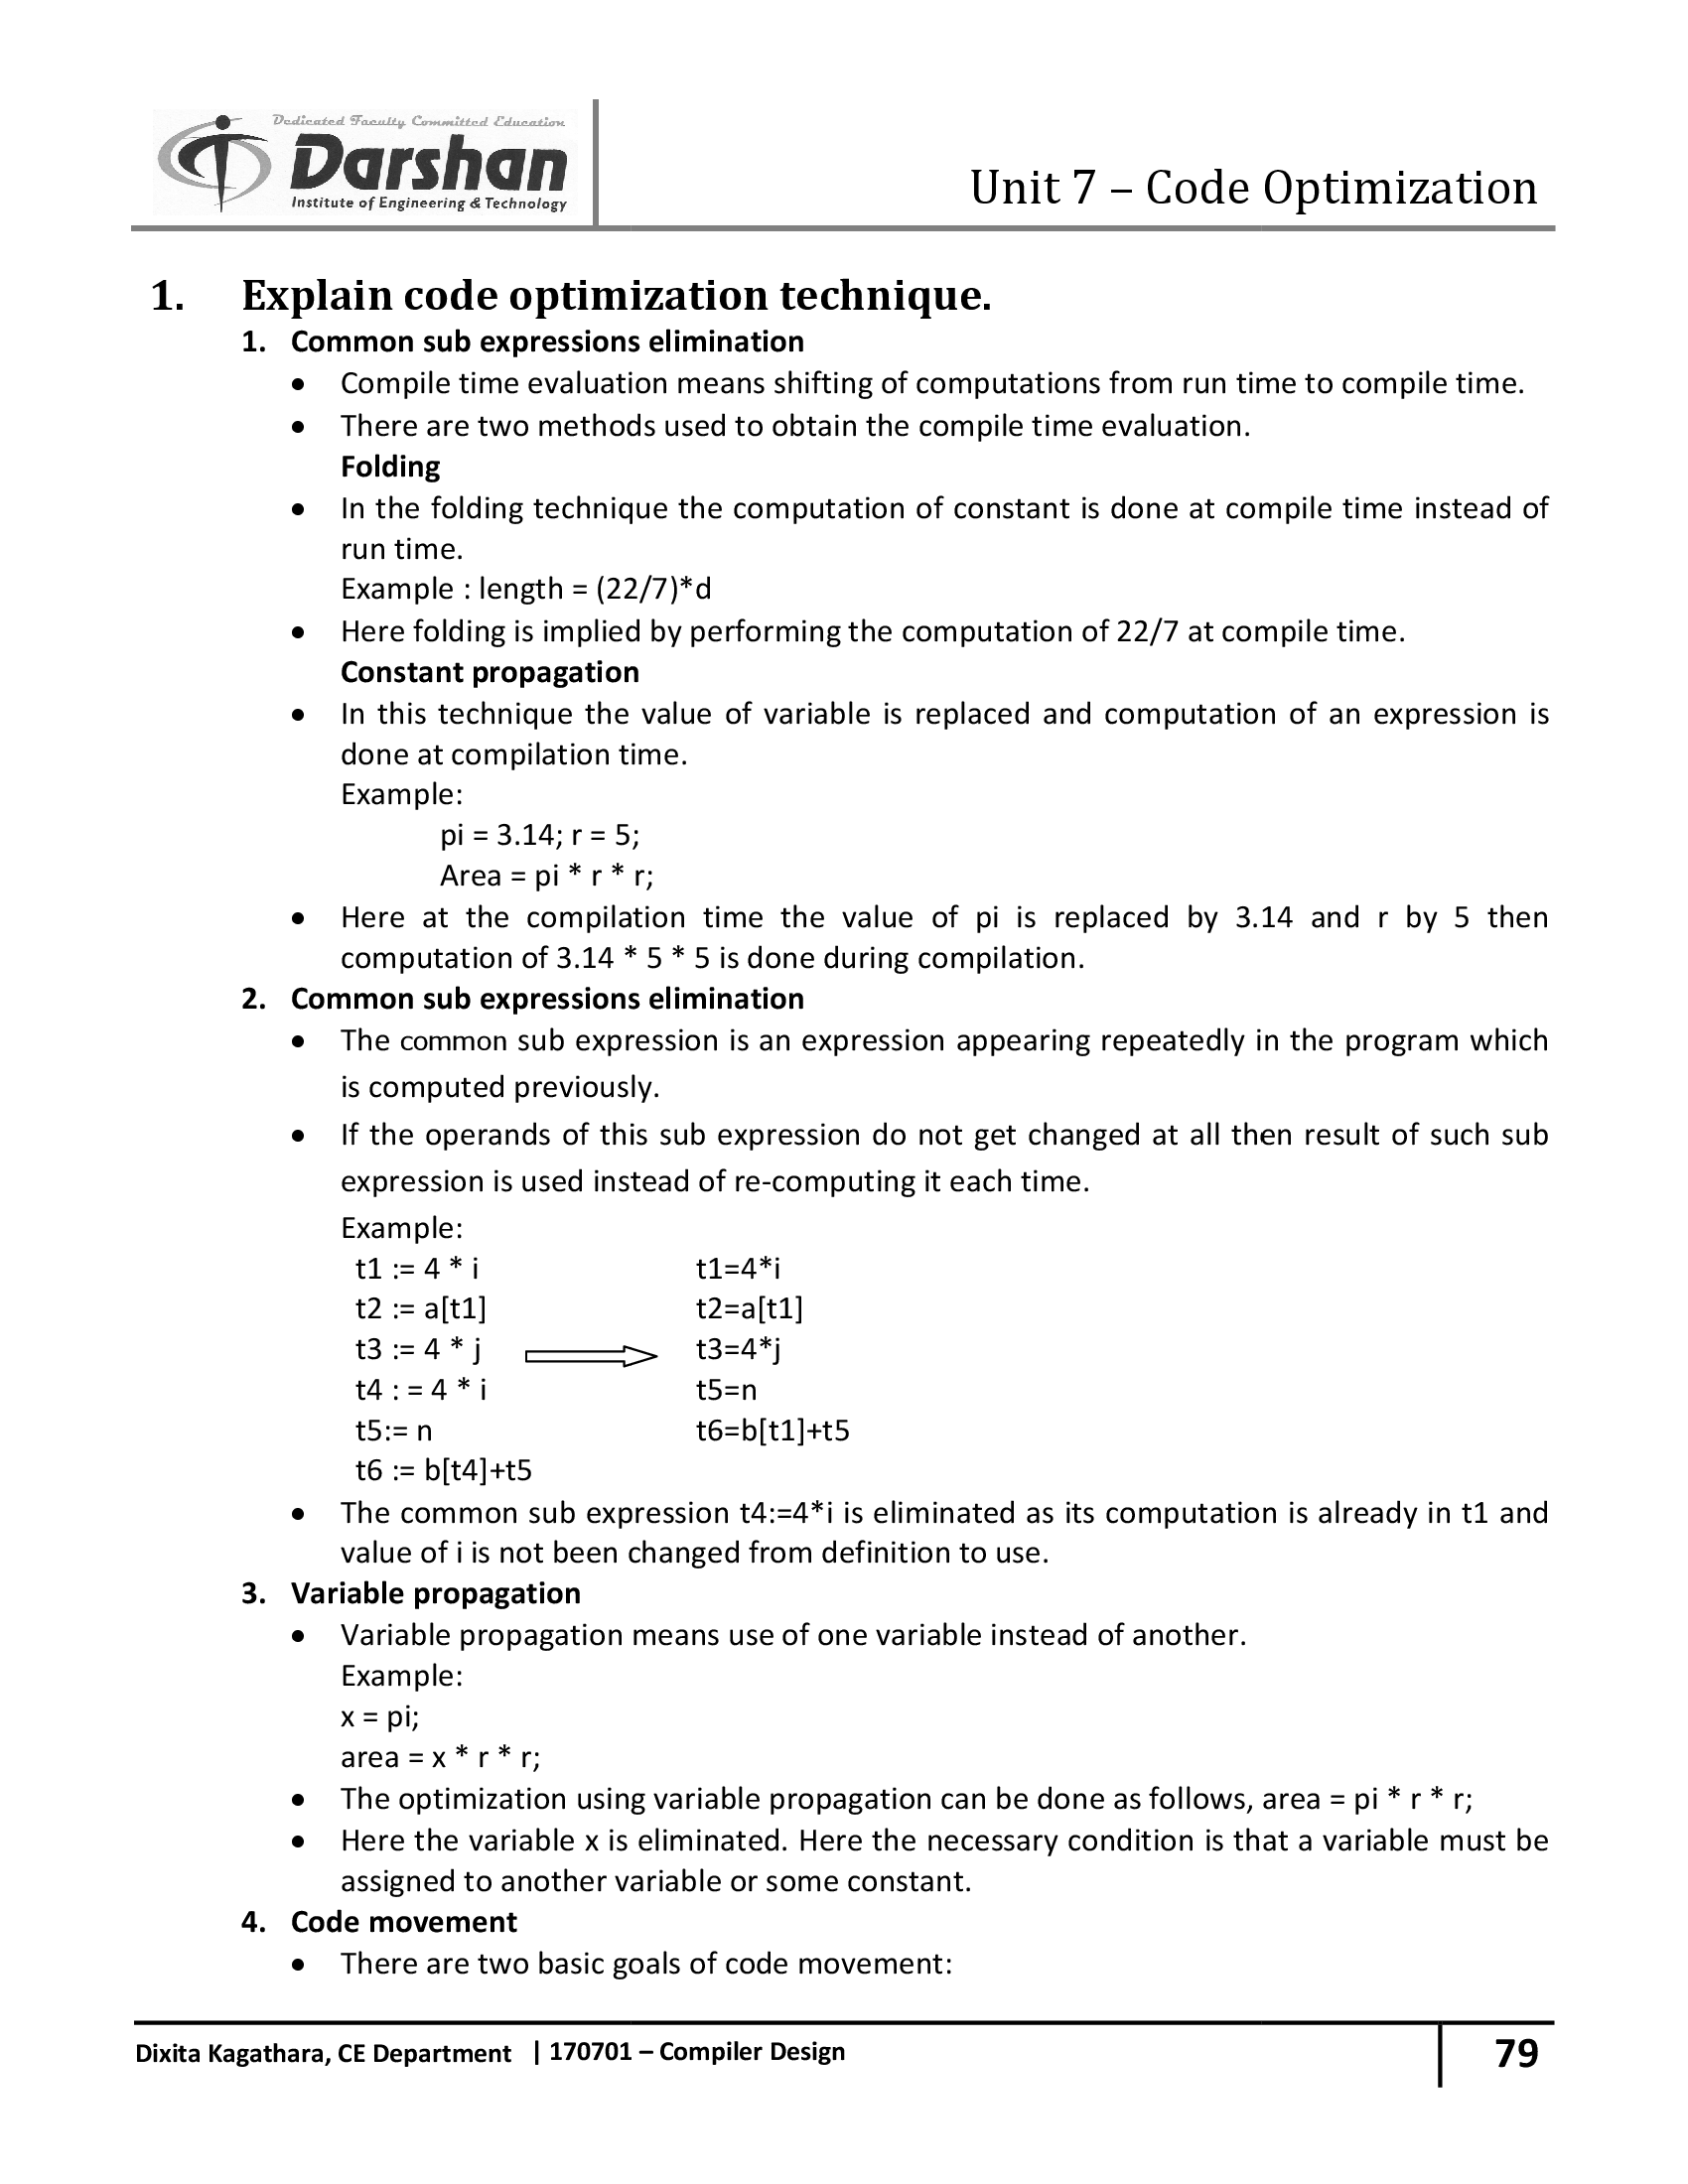 Dedicated Faculty Committed Education
Darshan
Institute of Engineering & Technology
Unit 7 – Code Optimization
1. Explain code optimization technique.
1. Common sub expressions elimination
• Compile time evaluation means shifting of computations from run time to compile time.
• There are two methods used to obtain the compile time evaluation.
Folding
• In the folding technique the computation of constant is done at compile time instead of
run time.
Example : length = (22/7)*d
• Here folding is implied by performing the computation of 22/7 at compile time.
Constant propagation
• In this technique the value of variable is replaced and computation of an expression is
done at compilation time.
Example:
pi = 3.14; r = 5;
Area = pi * r * r;
• Here at the compilation time the value of pi is replaced by 3.14 and r by 5 then
computation of 3.14 * 5 * 5 is done during compilation.
2. Common sub expressions elimination
• The common sub expression is an expression appearing repeatedly in the program which
is computed previously.
• If the operands of this sub expression do not get changed at all then result of such sub
expression is used instead of re-computing it each time.
Example:
t1 := 4 * i t1=4*i
t2 := a[t1] t2=a[t1]
t3 := 4 * j t3=4*j
t4 : = 4 * i t5=n
t5:= n t6=b[t1]+t5
t6 := b[t4]+t5
• The common sub expression t4:=4*i is eliminated as its computation is already in t1 and
value of i is not been changed from definition to use.
3. Variable propagation
• Variable propagation means use of one variable instead of another.
Example:
x = pi;
area = x * r * r;
• The optimization using variable propagation can be done as follows, area = pi * r * r;
• Here the variable x is eliminated. Here the necessary condition is that a variable must be
assigned to another variable or some constant.
4. Code movement
• There are two basic goals of code movement:
Dixita Kagathara, CE Department | 170701 – Compiler Design 79